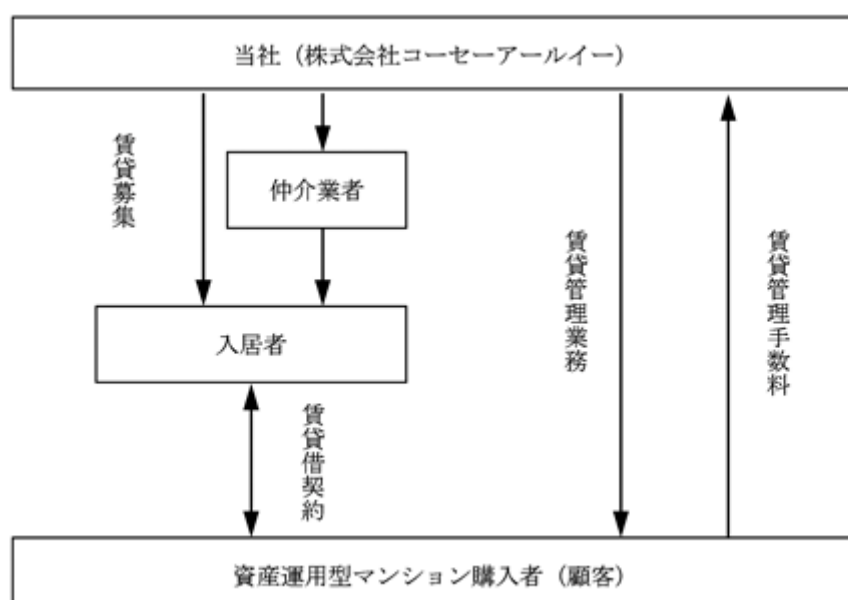 当社（株式会社コーセーアールイー）
賃貸募集
仲介業者
入居者
賃貸借契約
賃貸管理業務
賃貸管理手数料
資産運用型マンション購入者（顧客）